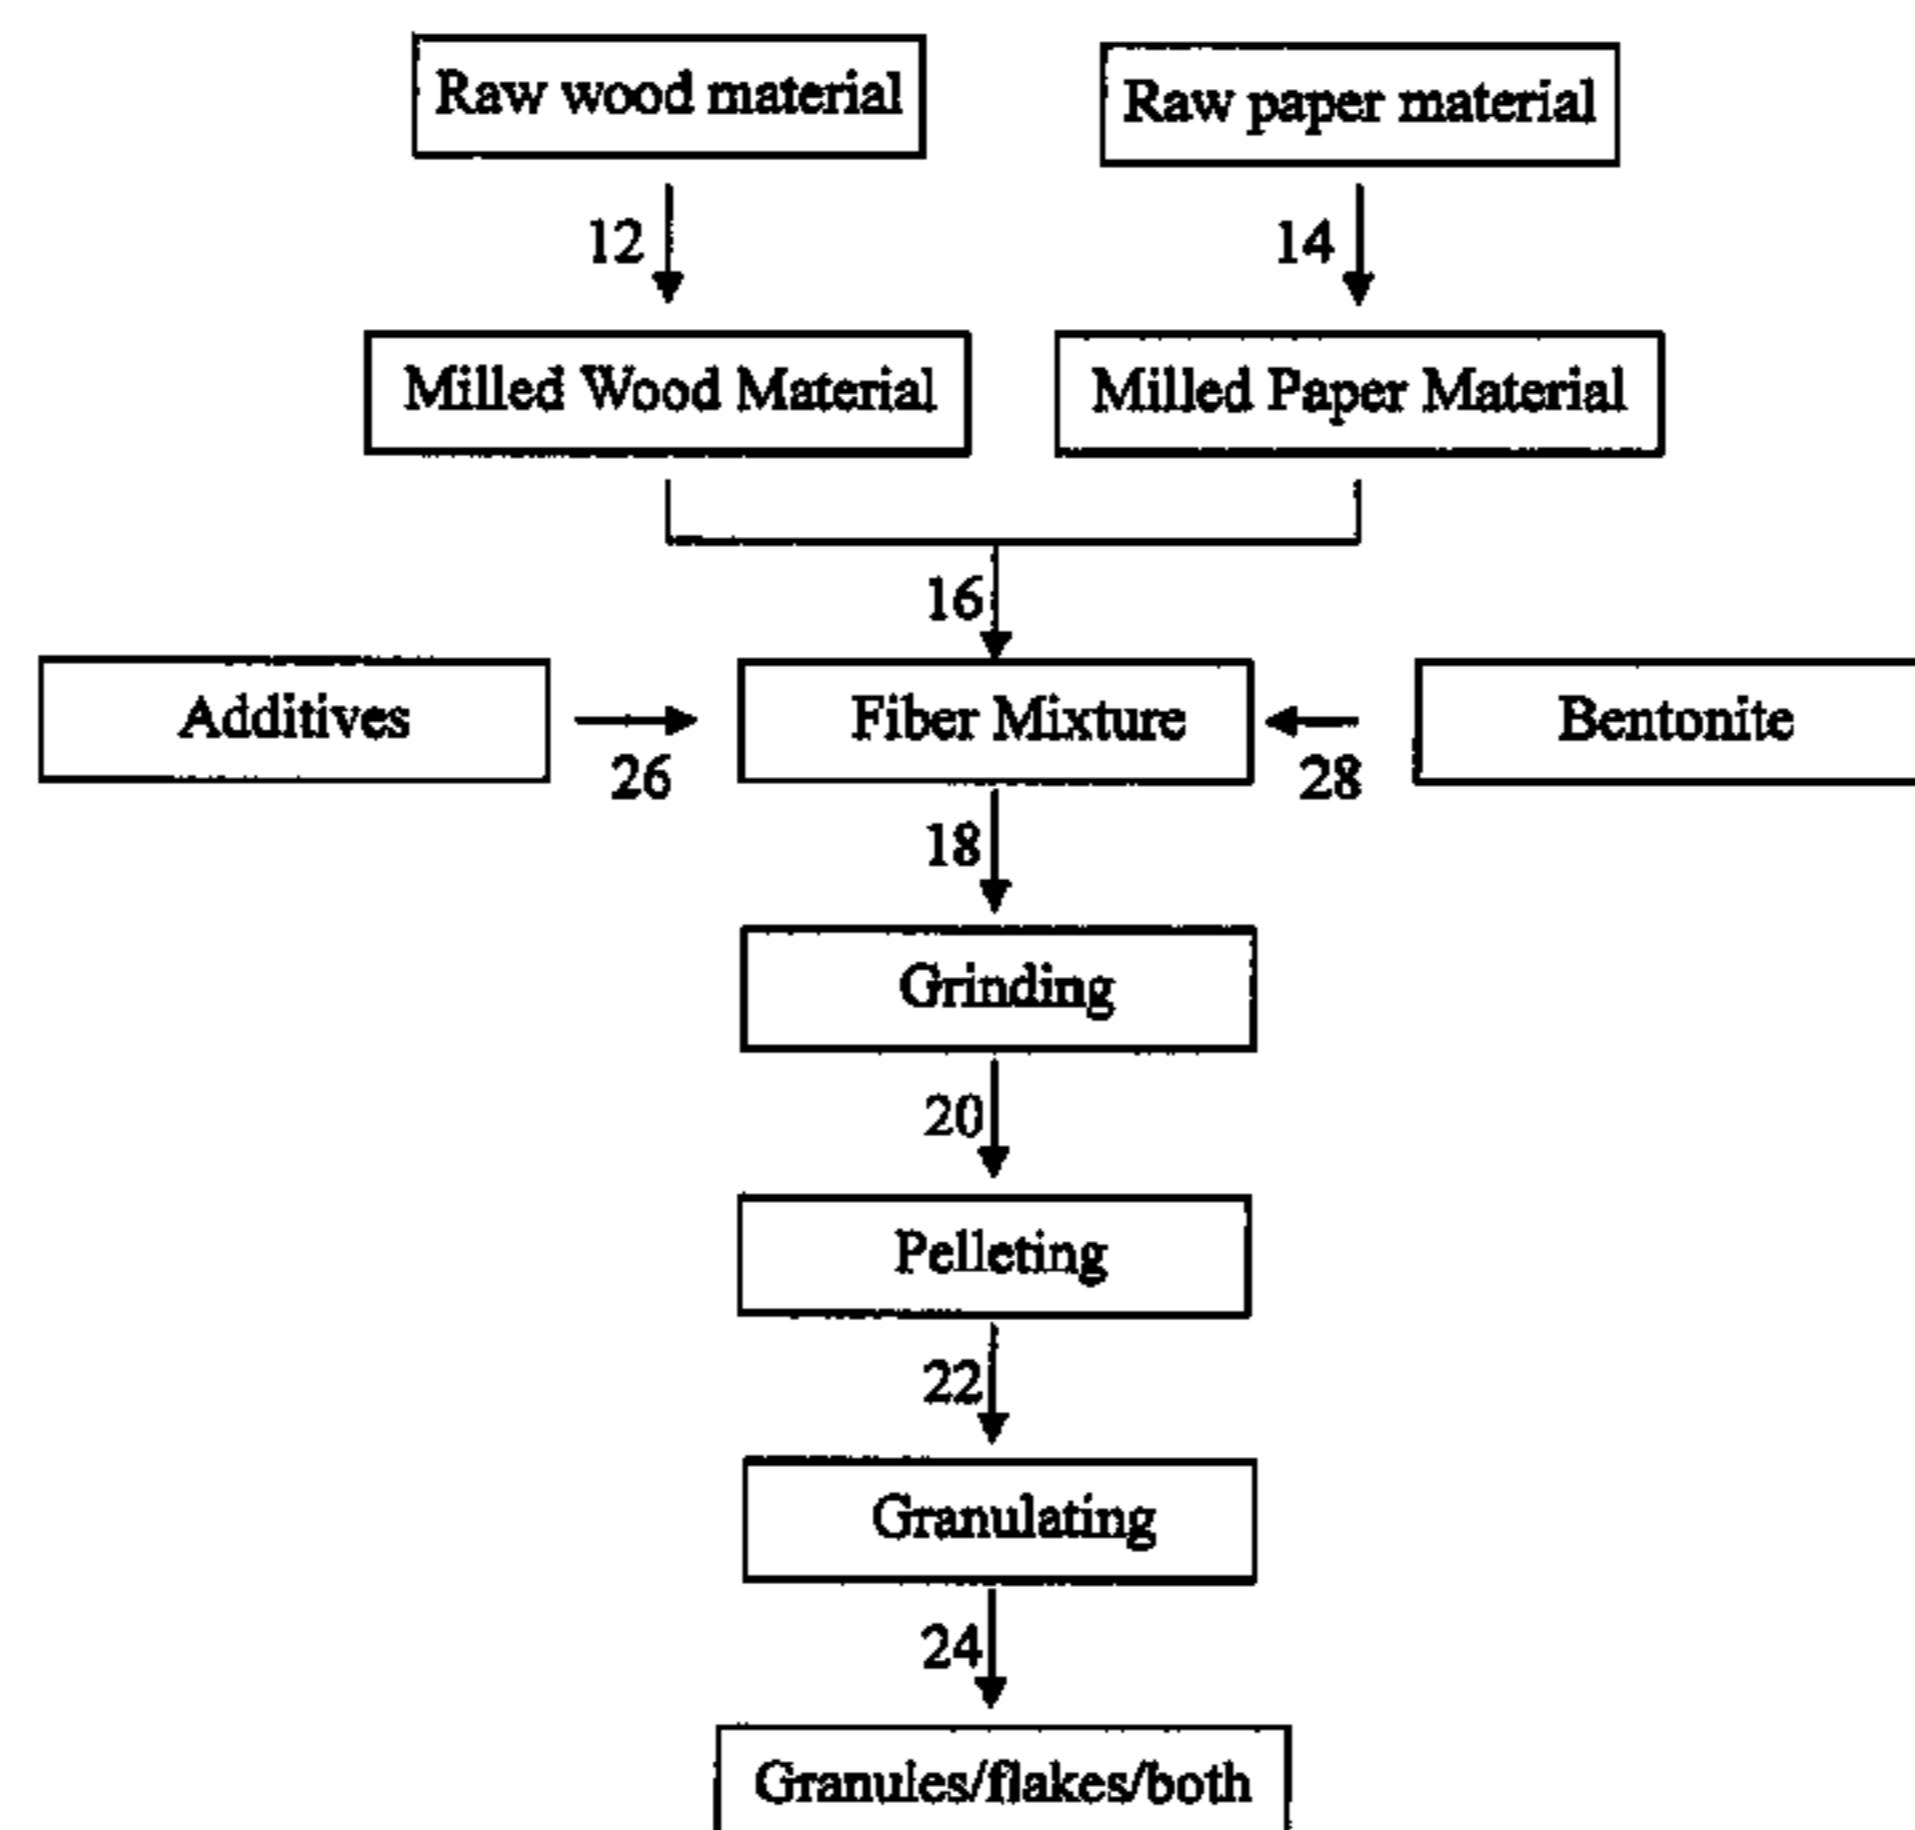 Raw wood material
Raw paper material
12
14
Milled Wood Material
Milled Paper Material
16
Additives
Fiber Mixture
Bentonite
26
28
18
Grinding
20
Pelleting
22
Granulating
24
Granules/flakes/both